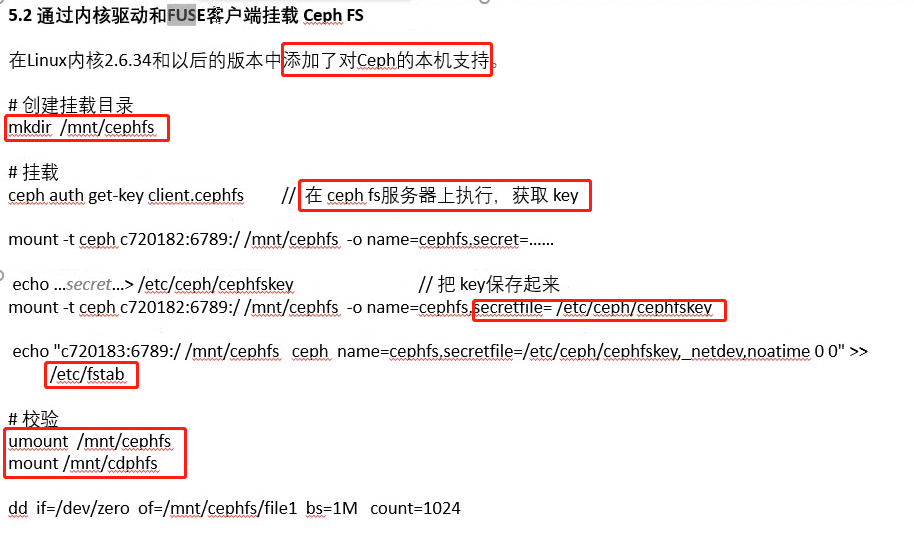 5.2 通过内核驱动和FUSE客户端挂载 Ceph FS
在Linux内核2.6.34和以后的版本中添加了对Ceph的本机支持。
# 创建挂载目录
mkdir /mnt/cephfs
# 挂载
ceph auth get-key client.cephfs // 在 ceph fs服务器上执行，获取 key
mount -t ceph c720182:6789:/ /mnt/cephfs -o name=cephfs,secret=......
echo ...secret...> /etc/ceph/cephfskey // 把 key保存起来
mount -t ceph c720182:6789:/ /mnt/cephfs -o name=cephfs,secretfile= /etc/ceph/cephfskey
echo "c720183:6789:/ /mnt/cephfs ceph name=cephfs,secretfile=/etc/ceph/cephfskey,_netdev,noatime 0 0" >>
/etc/fstab
# 校验
umount /mnt/cephfs
mount /mnt/cdphfs
dd if=/dev/zero of=/mnt/cephfs/file1 bs=1M count=1024